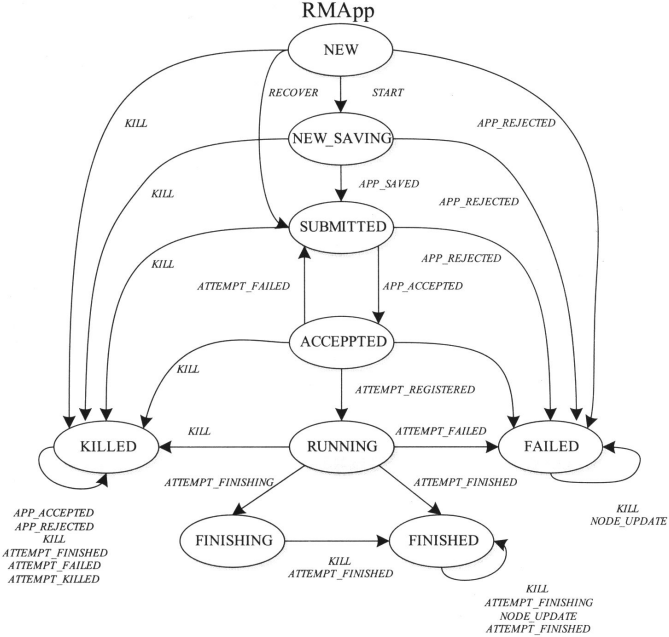 RMApp
NEW
RECOVER
START
KILL
APP_REJECTED
NEW_SAVING
APP_SAVED
KILL
APP_REJECTED
SUBMITTED
KILL
APP_REJECTED
ATTEMPT_FAILED
APP_ACCEPTED
ACCEPPTED
KILL
ATTEMPT_REGISTERED
KILLED
KILL
RUNNING
ATTEMPT_FAILED
FAILED
ATTEMPT_FINISHING
ATTEMPT_FINISHED
APP_ACCEPTED
APP_REJECTED
KILL
ATTEMPT_FINISHED
ATTEMPT_FAILED
ATTEMPT_KILLED
KILL
NODE_UPDATE
FINISHING
FINISHED
KILL
ATTEMPT_FINISHED
KILL
ATTEMPT_FINISHING
NODE_UPDATE
ATTEMPT_FINISHED